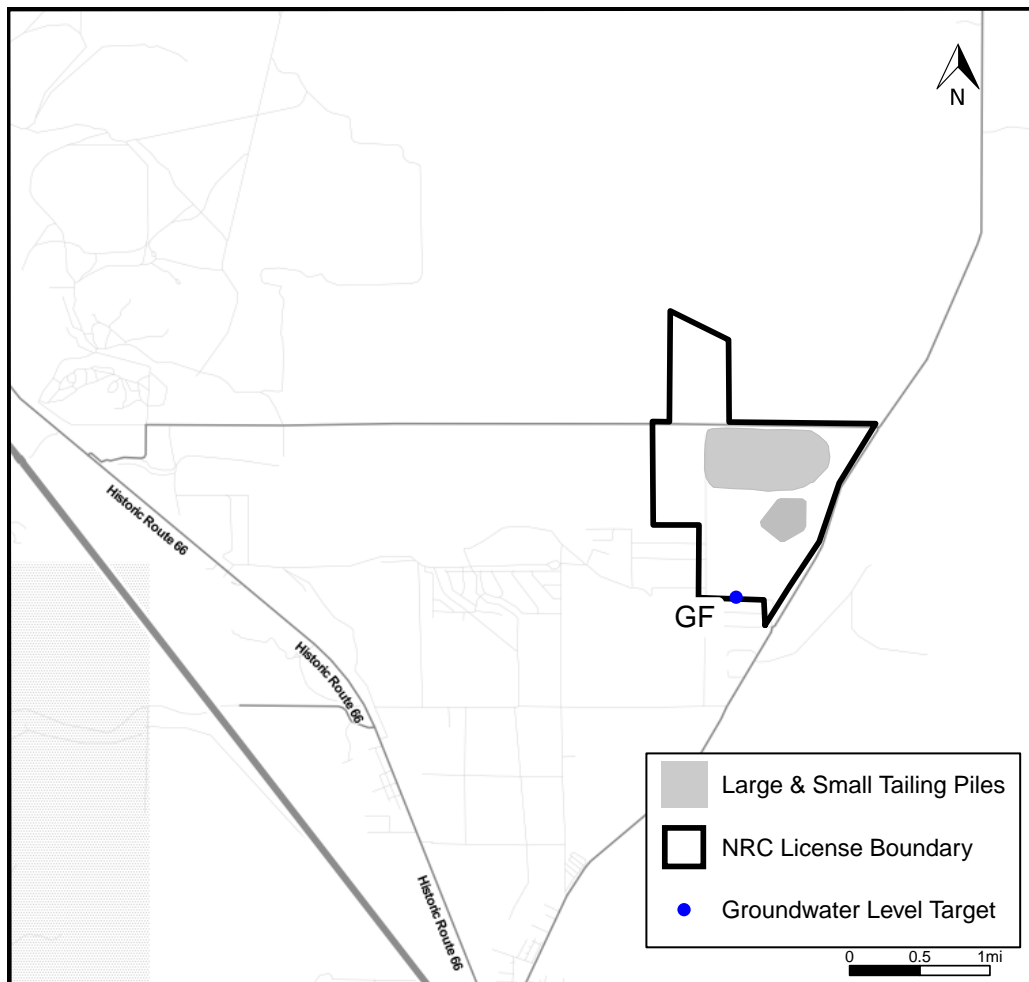 N
Historic Route 66
Historic Route 66
GF
Historic Route 66
Large & Small Tailing Piles
NRC License Boundary
Groundwater Level Target
0 0.5 1mi